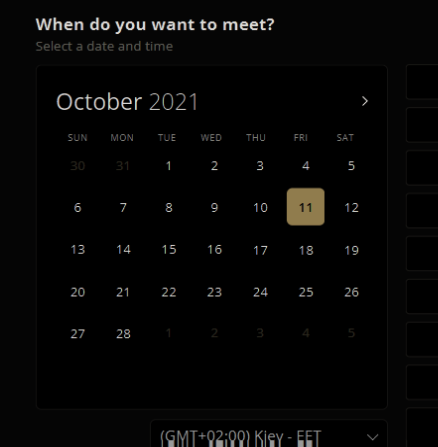 When do you want to meet?
Select a date and time
October 2021
SUN MON TUE WED THU FRI SAT
30 31 1 2 3 4 5
6 7 8 9 10 11 12
13 14 15 16 17 18 19
20 21 22 23 24 25 26
27 28 1 2 3 4 5
(GMT+02:00) Kiev - EET